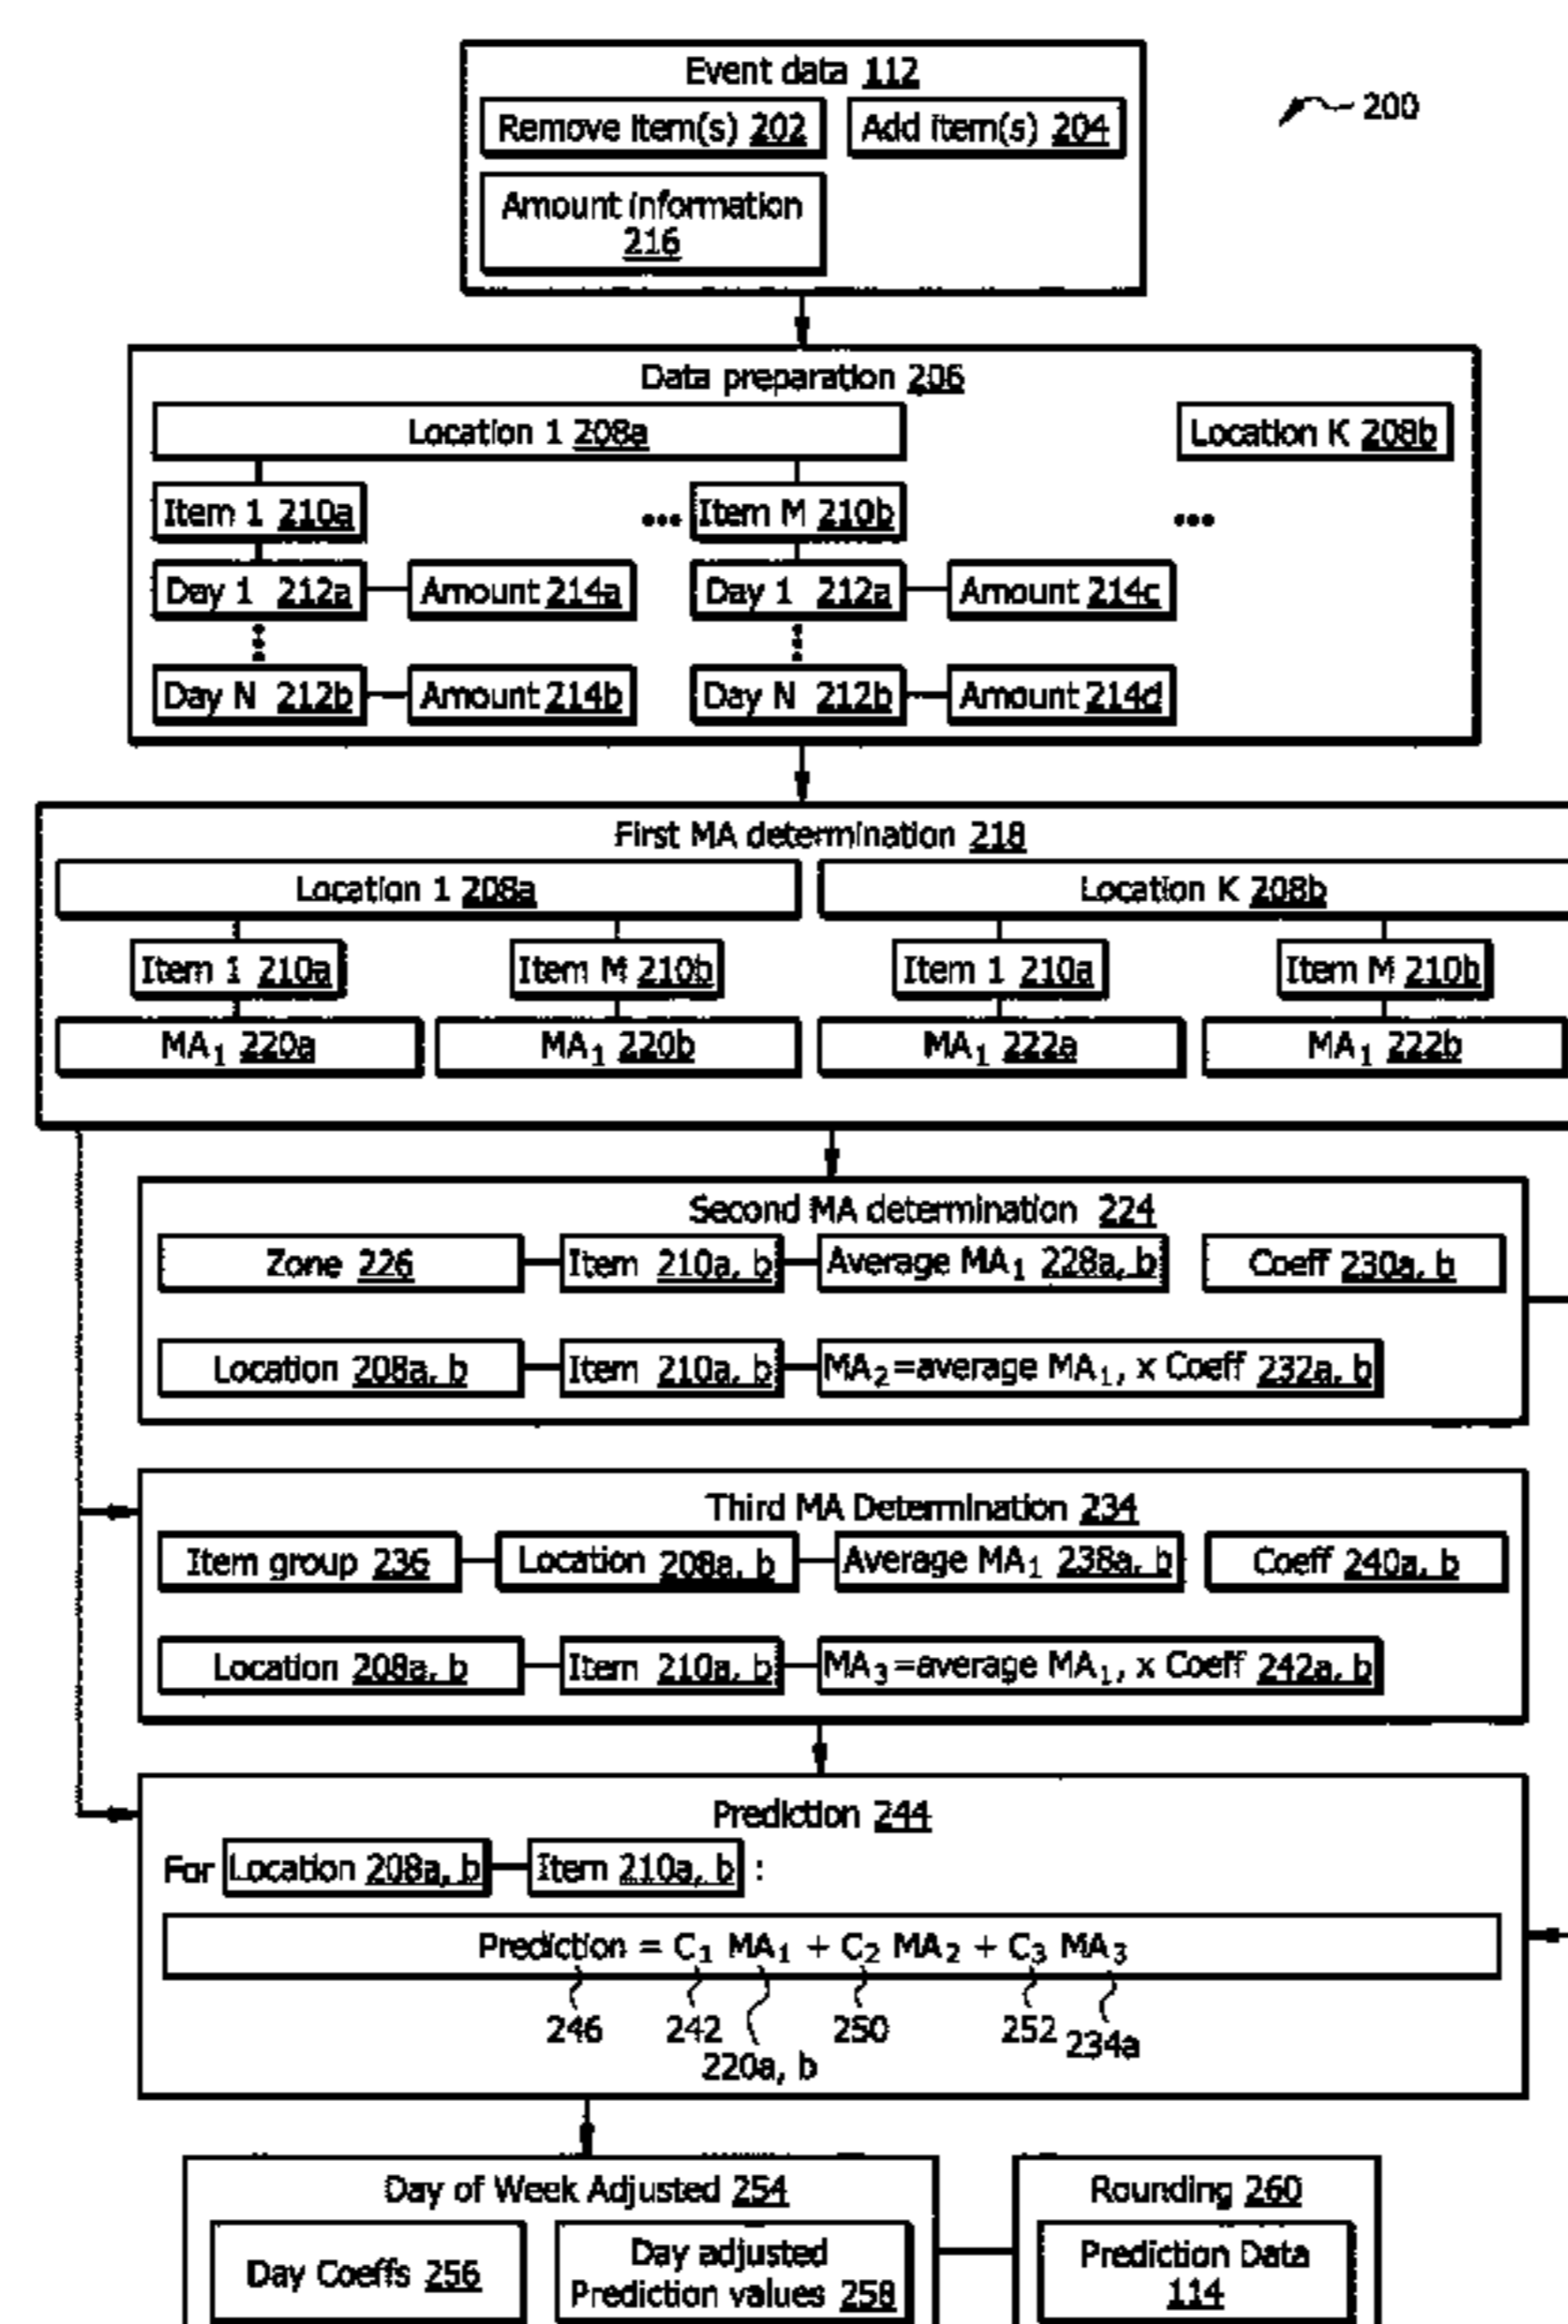 Event data 112
200
Remove item(s) 202 Add item(s) 204
Amount information
216
Data preparation 206
Location 1 208a Location K 208b
Item 1 210a ••• Item M 210b •••
Day 1 212a Amount 214a Day 1 212a Amount 214c
Day N 212b Amount 214b Day N 212b Amount 214d
First MA determination 218
Location 1 208a Location K 208b
Item 1 210a Item M 210b Item 1 210a Item M 210b
MA₁ 220a MA₁ 220b MA₁ 222a MA₁ 222b
Second MA determination 224
Zone 226 Item 210a, b Average MA₁ 228a, b Coeff 230a, b
Location 208a, b Item 210a, b MA₂=average MA₁, x Coeff 232a, b
Third MA Determination 234
Item group 236 Location 208a, b Average MA₁ 238a, b Coeff 240a, b
Location 208a, b Item 210a, b MA₃=average MA₁, x Coeff 242a, b
Prediction 244
For Location 208a, b Item 210a, b :
Prediction = C₁ MA₁ + C₂ MA₂ + C₃ MA₃
246 242 250 252 234a
220a, b
Day of Week Adjusted 254 Rounding 260
Day Coeffs 256 Day adjusted Prediction Data
Prediction values 258 114